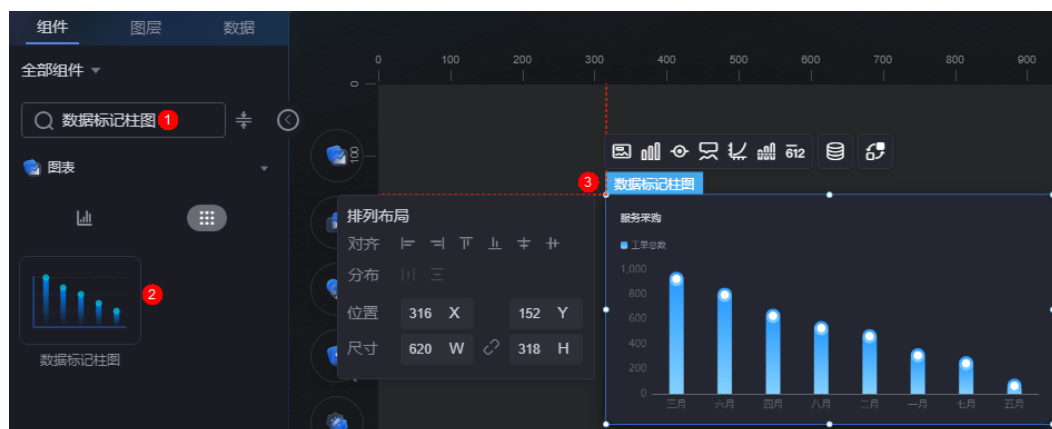 组件 图层 数据
全部组件
数据标记柱图 1
图表
2
数据标记柱图
0 100 200 300 400 500 600 700 800 900
0
100
612
3 数据标记柱图
排列布局
对齐
分布
位置 316 X 152 Y
尺寸 620 W 318 H
服务采购
工单总数
1,000
800
600
400
200
0
三月 六月 四月 八月 二月 一月 七月 五月